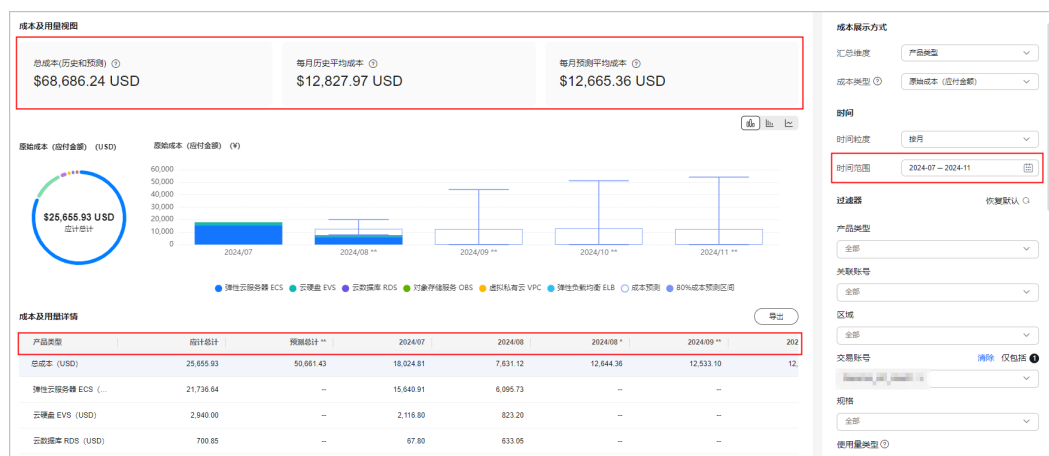 成本及用量视图
总成本(历史和预测)
$68,686.24 USD
每月历史平均成本
$12,827.97 USD
每月预测平均成本
$12,665.36 USD
原始成本（应付金额）(USD)
原始成本（应付金额）(¥)
$25,655.93 USD
应计总计
60,000
50,000
40,000
30,000
20,000
10,000
0
2024/07
2024/08 **
2024/09 **
2024/10 **
2024/11 **
弹性云服务器 ECS 云硬盘 EVS 云数据库 RDS 对象存储服务 OBS 虚拟私有云 VPC 弹性负载均衡 ELB 成本预测 80%成本预测区间
成本及用量详情
导出
产品类型 应计总计 预测总计 ** 2024/07 2024/08 2024/08 * 2024/09 ** 202
总成本 (USD) 25,655.93 50,661.43 18,024.81 7,631.12 12,644.36 12,533.10 12,
弹性云服务器 ECS (... 21,736.64 -- 15,640.91 6,095.73 -- --
云硬盘 EVS (USD) 2,940.00 -- 2,116.80 823.20 -- --
云数据库 RDS (USD) 700.85 -- 67.80 633.05 -- --
成本展示方式
汇总维度 产品类型
成本类型 原始成本（应付金额）
时间
时间粒度 按月
时间范围 2024-07 – 2024-11
过滤器 恢复默认
产品类型
全部
关联账号
全部
区域
全部
交易账号 清除 仅包括 1
规格
全部
使用量类型